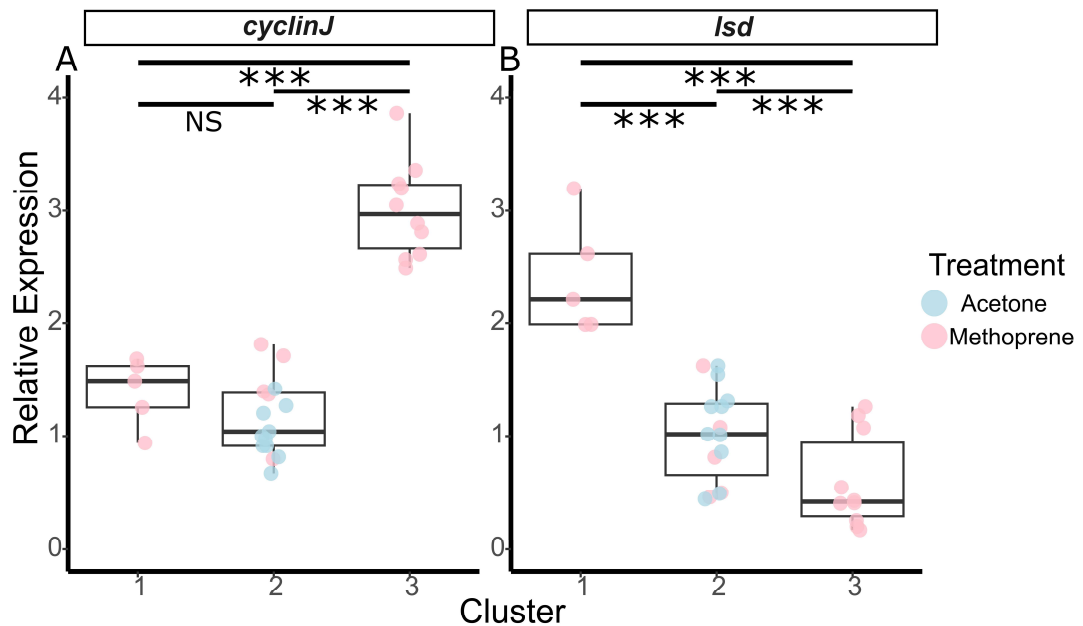 cyclinJ
lsd
A
B
***
***
***
***
***
NS
4
3
2
1
0
4
3
2
1
0
Relative Expression
Treatment
Acetone
Methoprene
1
2
3
1
2
3
Cluster